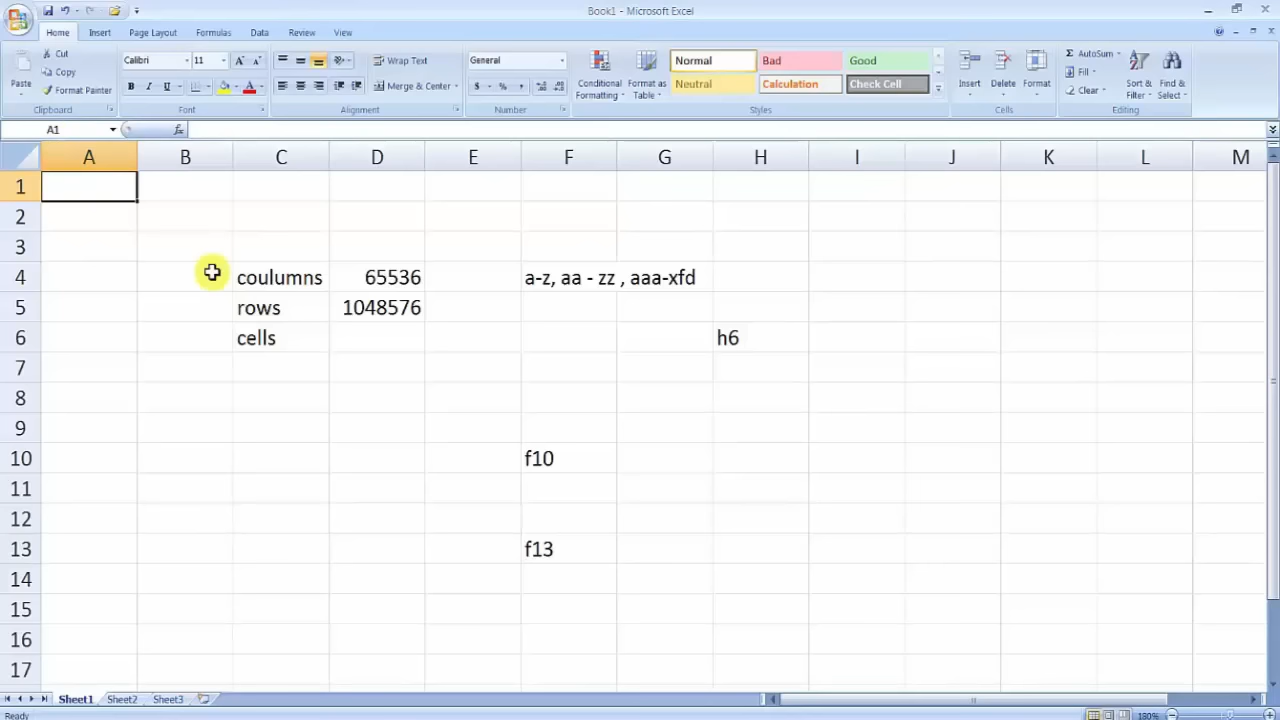 Book1 - Microsoft Excel
Home Insert Page Layout Formulas Data Review View
Cut
Copy
Format Painter
Paste
Clipboard
Calibri 11
B I U A
Font
Wrap Text
Merge & Center
Alignment
General
$ % ,
Number
Conditional Formatting
Format as Table
Normal Bad Good
Neutral Calculation Check Cell
Styles
Insert Delete Format
Cells
Σ AutoSum
Fill
Clear
Sort & Filter
Find & Select
Editing
A1 fx
A B C D E F G H I J K L M
1
2
3
4 coulumns 65536 a-z, aa - zz , aaa-xfd
5 rows 1048576
6 cells h6
7
8
9
10 f10
11
12
13 f13
14
15
16
17
Sheet1 Sheet2 Sheet3
Ready 180%